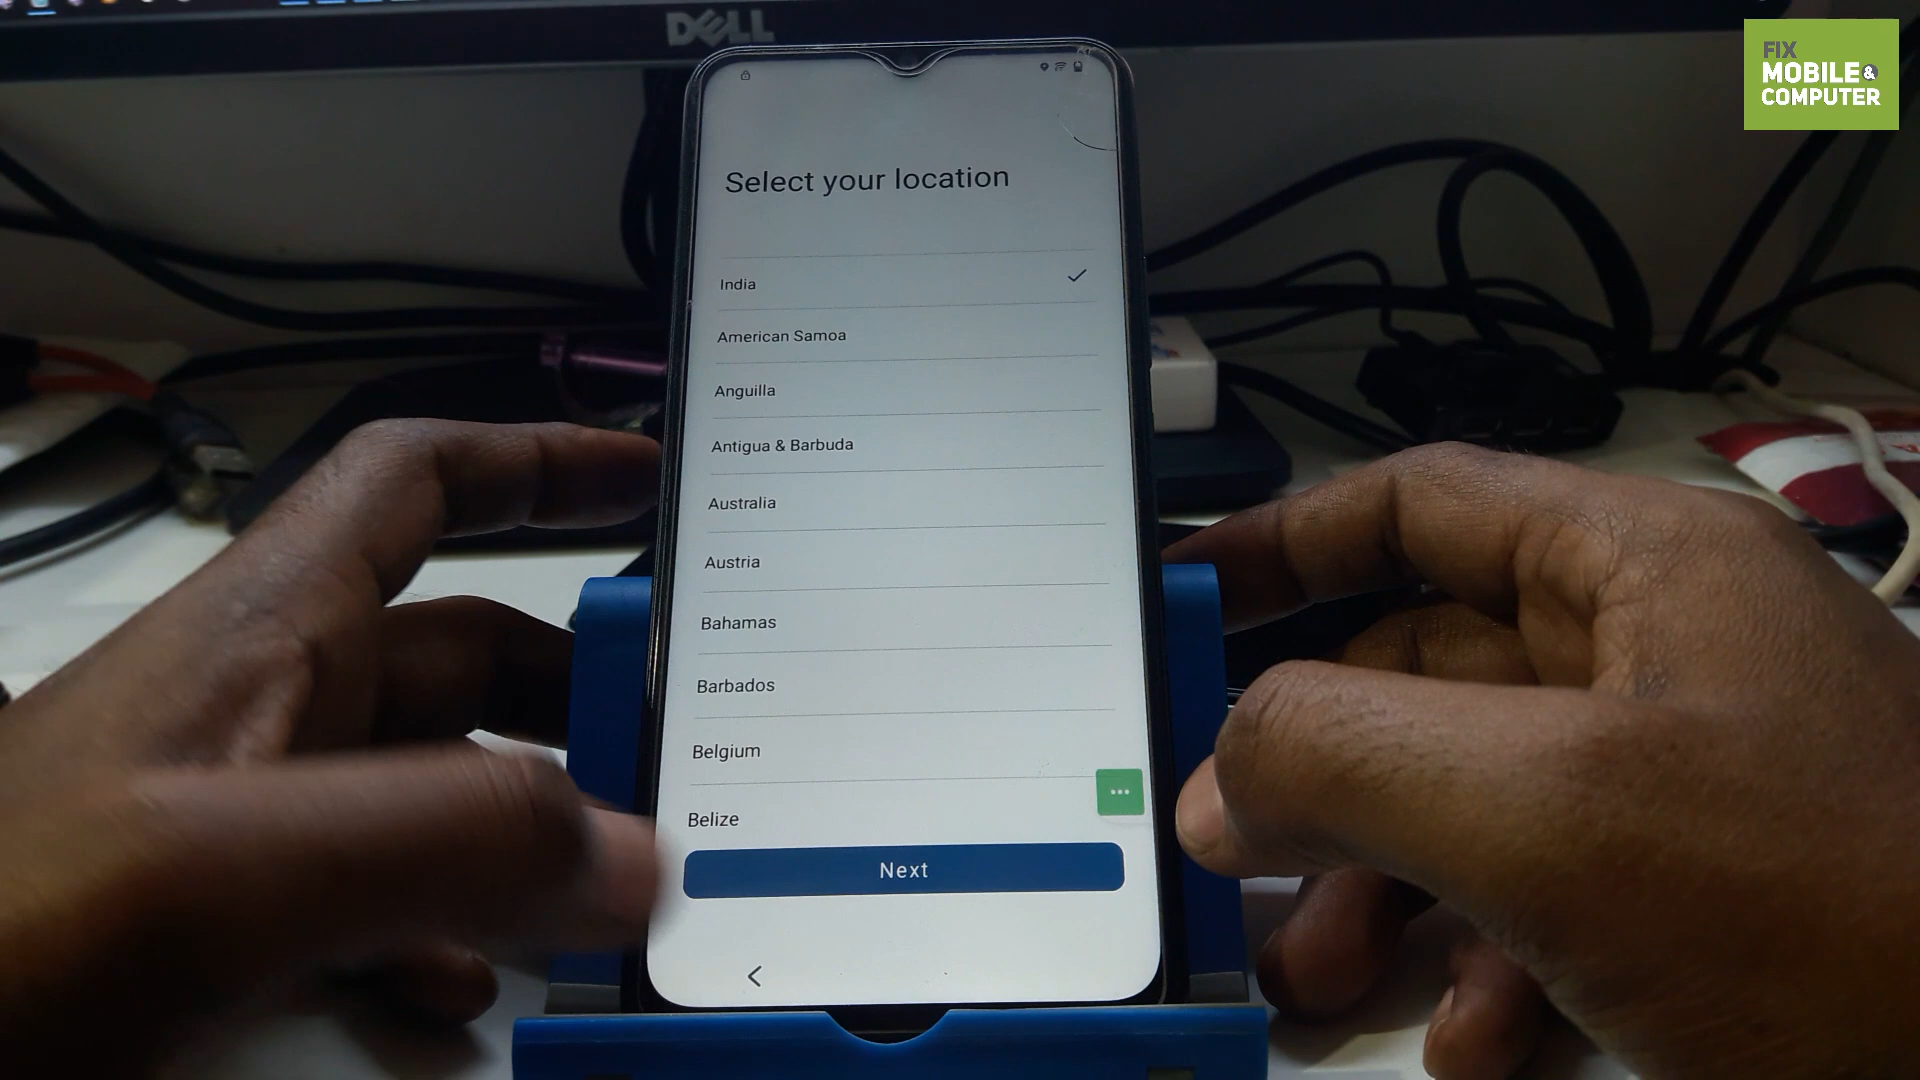 DELL
FIX
MOBILE &
COMPUTER
Select your location
India
American Samoa
Anguilla
Antigua & Barbuda
Australia
Austria
Bahamas
Barbados
Belgium
Belize
Next